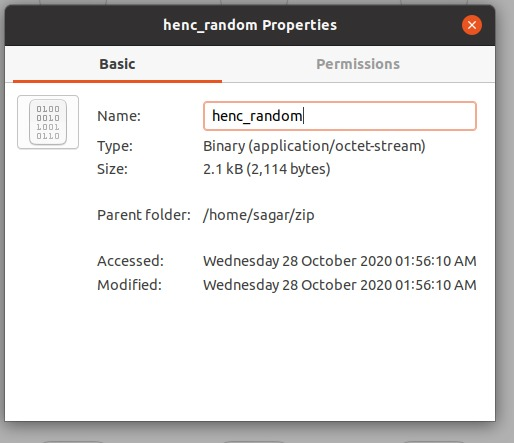 henc_random Properties
Basic Permissions
0100
0010
1001
0110
Name: henc_random
Type: Binary (application/octet-stream)
Size: 2.1 kB (2,114 bytes)
Parent folder: /home/sagar/zip
Accessed: Wednesday 28 October 2020 01:56:10 AM
Modified: Wednesday 28 October 2020 01:56:10 AM